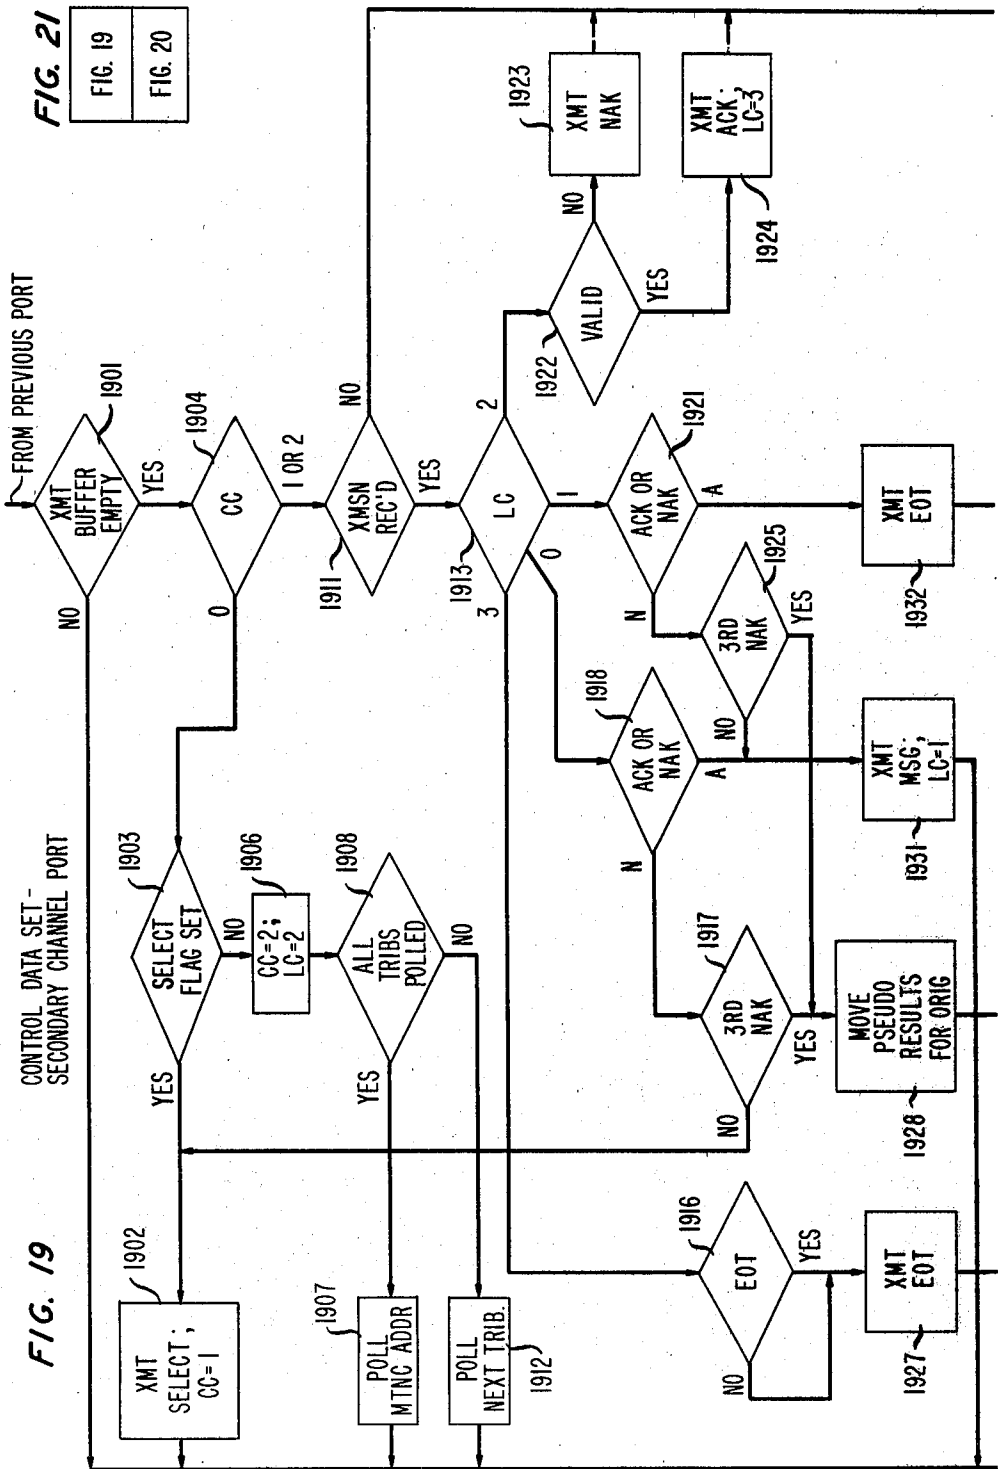 FIG. 19
CONTROL DATA SET-
SECONDARY CHANNEL PORT
FROM PREVIOUS PORT
FIG. 21
FIG. 19
FIG. 20
XMT
BUFFER
EMPTY
1901
NO
YES
CC
1904
0
1 OR 2
XMT
SELECT;
CC=1
1902
SELECT
FLAG SET
1903
YES
NO
CC=2;
LC=2
1906
ALL
TRIBS
POLLED
1908
YES
NO
POLL
MTNC ADDR
1907
POLL
NEXT TRIB.
1912
XMSN
REC'D
1911
NO
YES
LC
1913
3
0
1
2
VALID
1922
NO
YES
XMT
NAK
1923
XMT
ACK;
LC=3
1924
ACK OR
NAK
1918
N
A
ACK OR
NAK
1921
N
A
EOT
1916
NO
YES
3RD
NAK
1917
NO
YES
3RD
NAK
1925
NO
YES
XMT
EOT
1927
MOVE
PSEUDO
RESULTS
FOR ORIG
1928
XMT
MSG;
LC=1
1931
XMT
EOT
1932